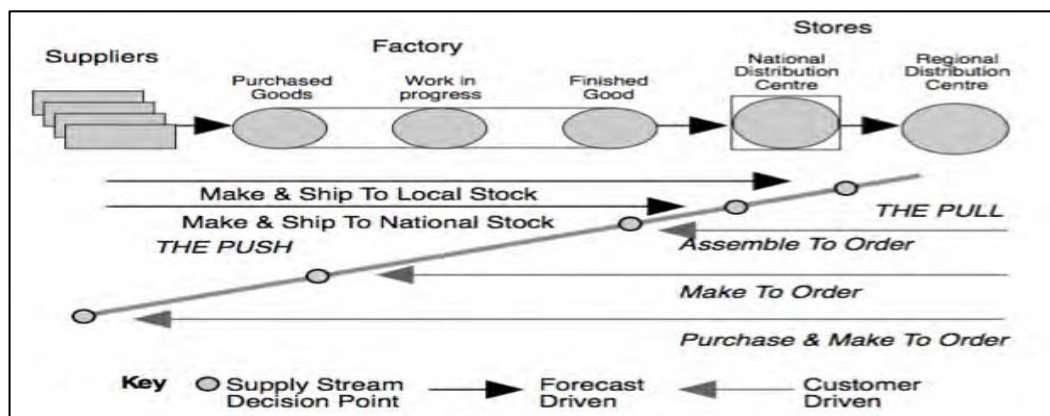 Suppliers
Factory
Stores
Purchased
Goods
Work in
progress
Finished
Good
National
Distribution
Centre
Regional
Distribution
Centre
Make & Ship To Local Stock
Make & Ship To National Stock
THE PUSH
THE PULL
Assemble To Order
Make To Order
Purchase & Make To Order
Key
Supply Stream
Decision Point
Forecast
Driven
Customer
Driven